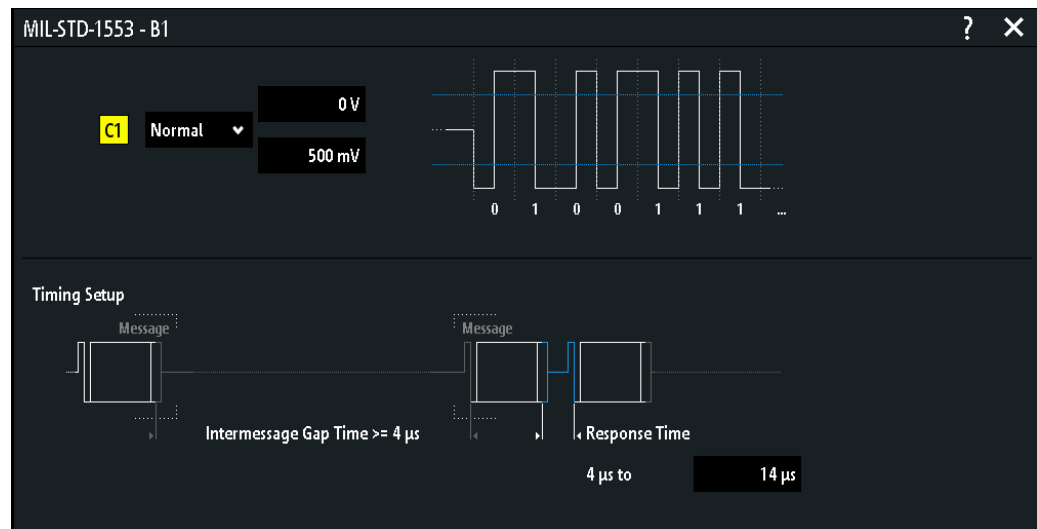 MIL-STD-1553 - B1 ? ×
0 V
C1 Normal
500 mV
0 1 0 0 1 1 1 ...
Timing Setup
Message Message
Intermessage Gap Time >= 4 µs Response Time
4 µs to 14 µs